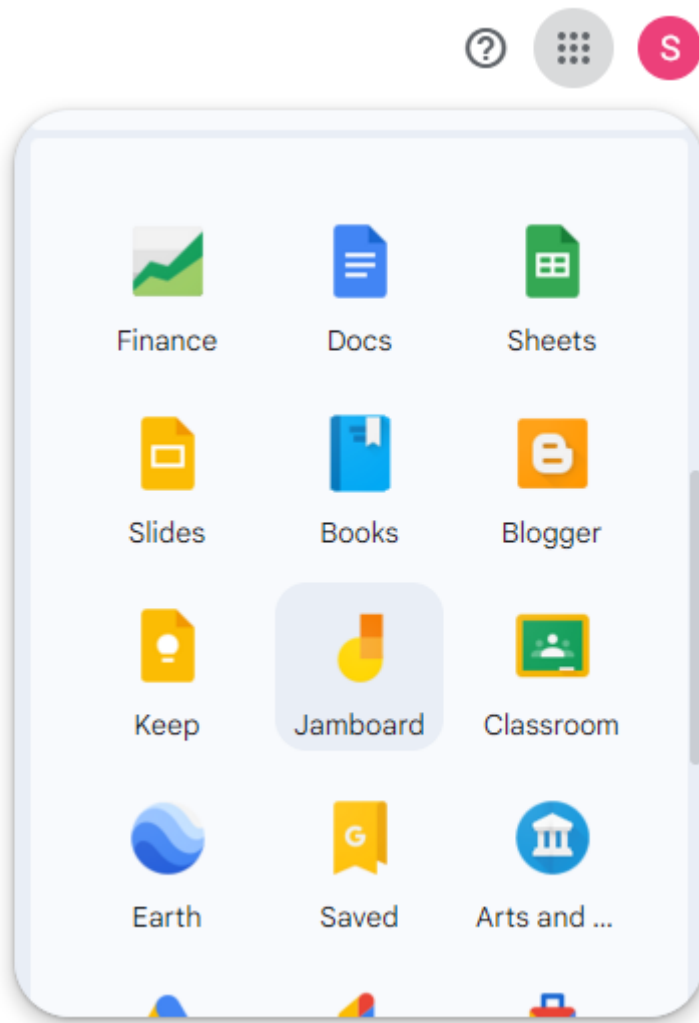 S
Finance Docs Sheets
Slides Books Blogger
Keep Jamboard Classroom
G
Earth Saved Arts and ...